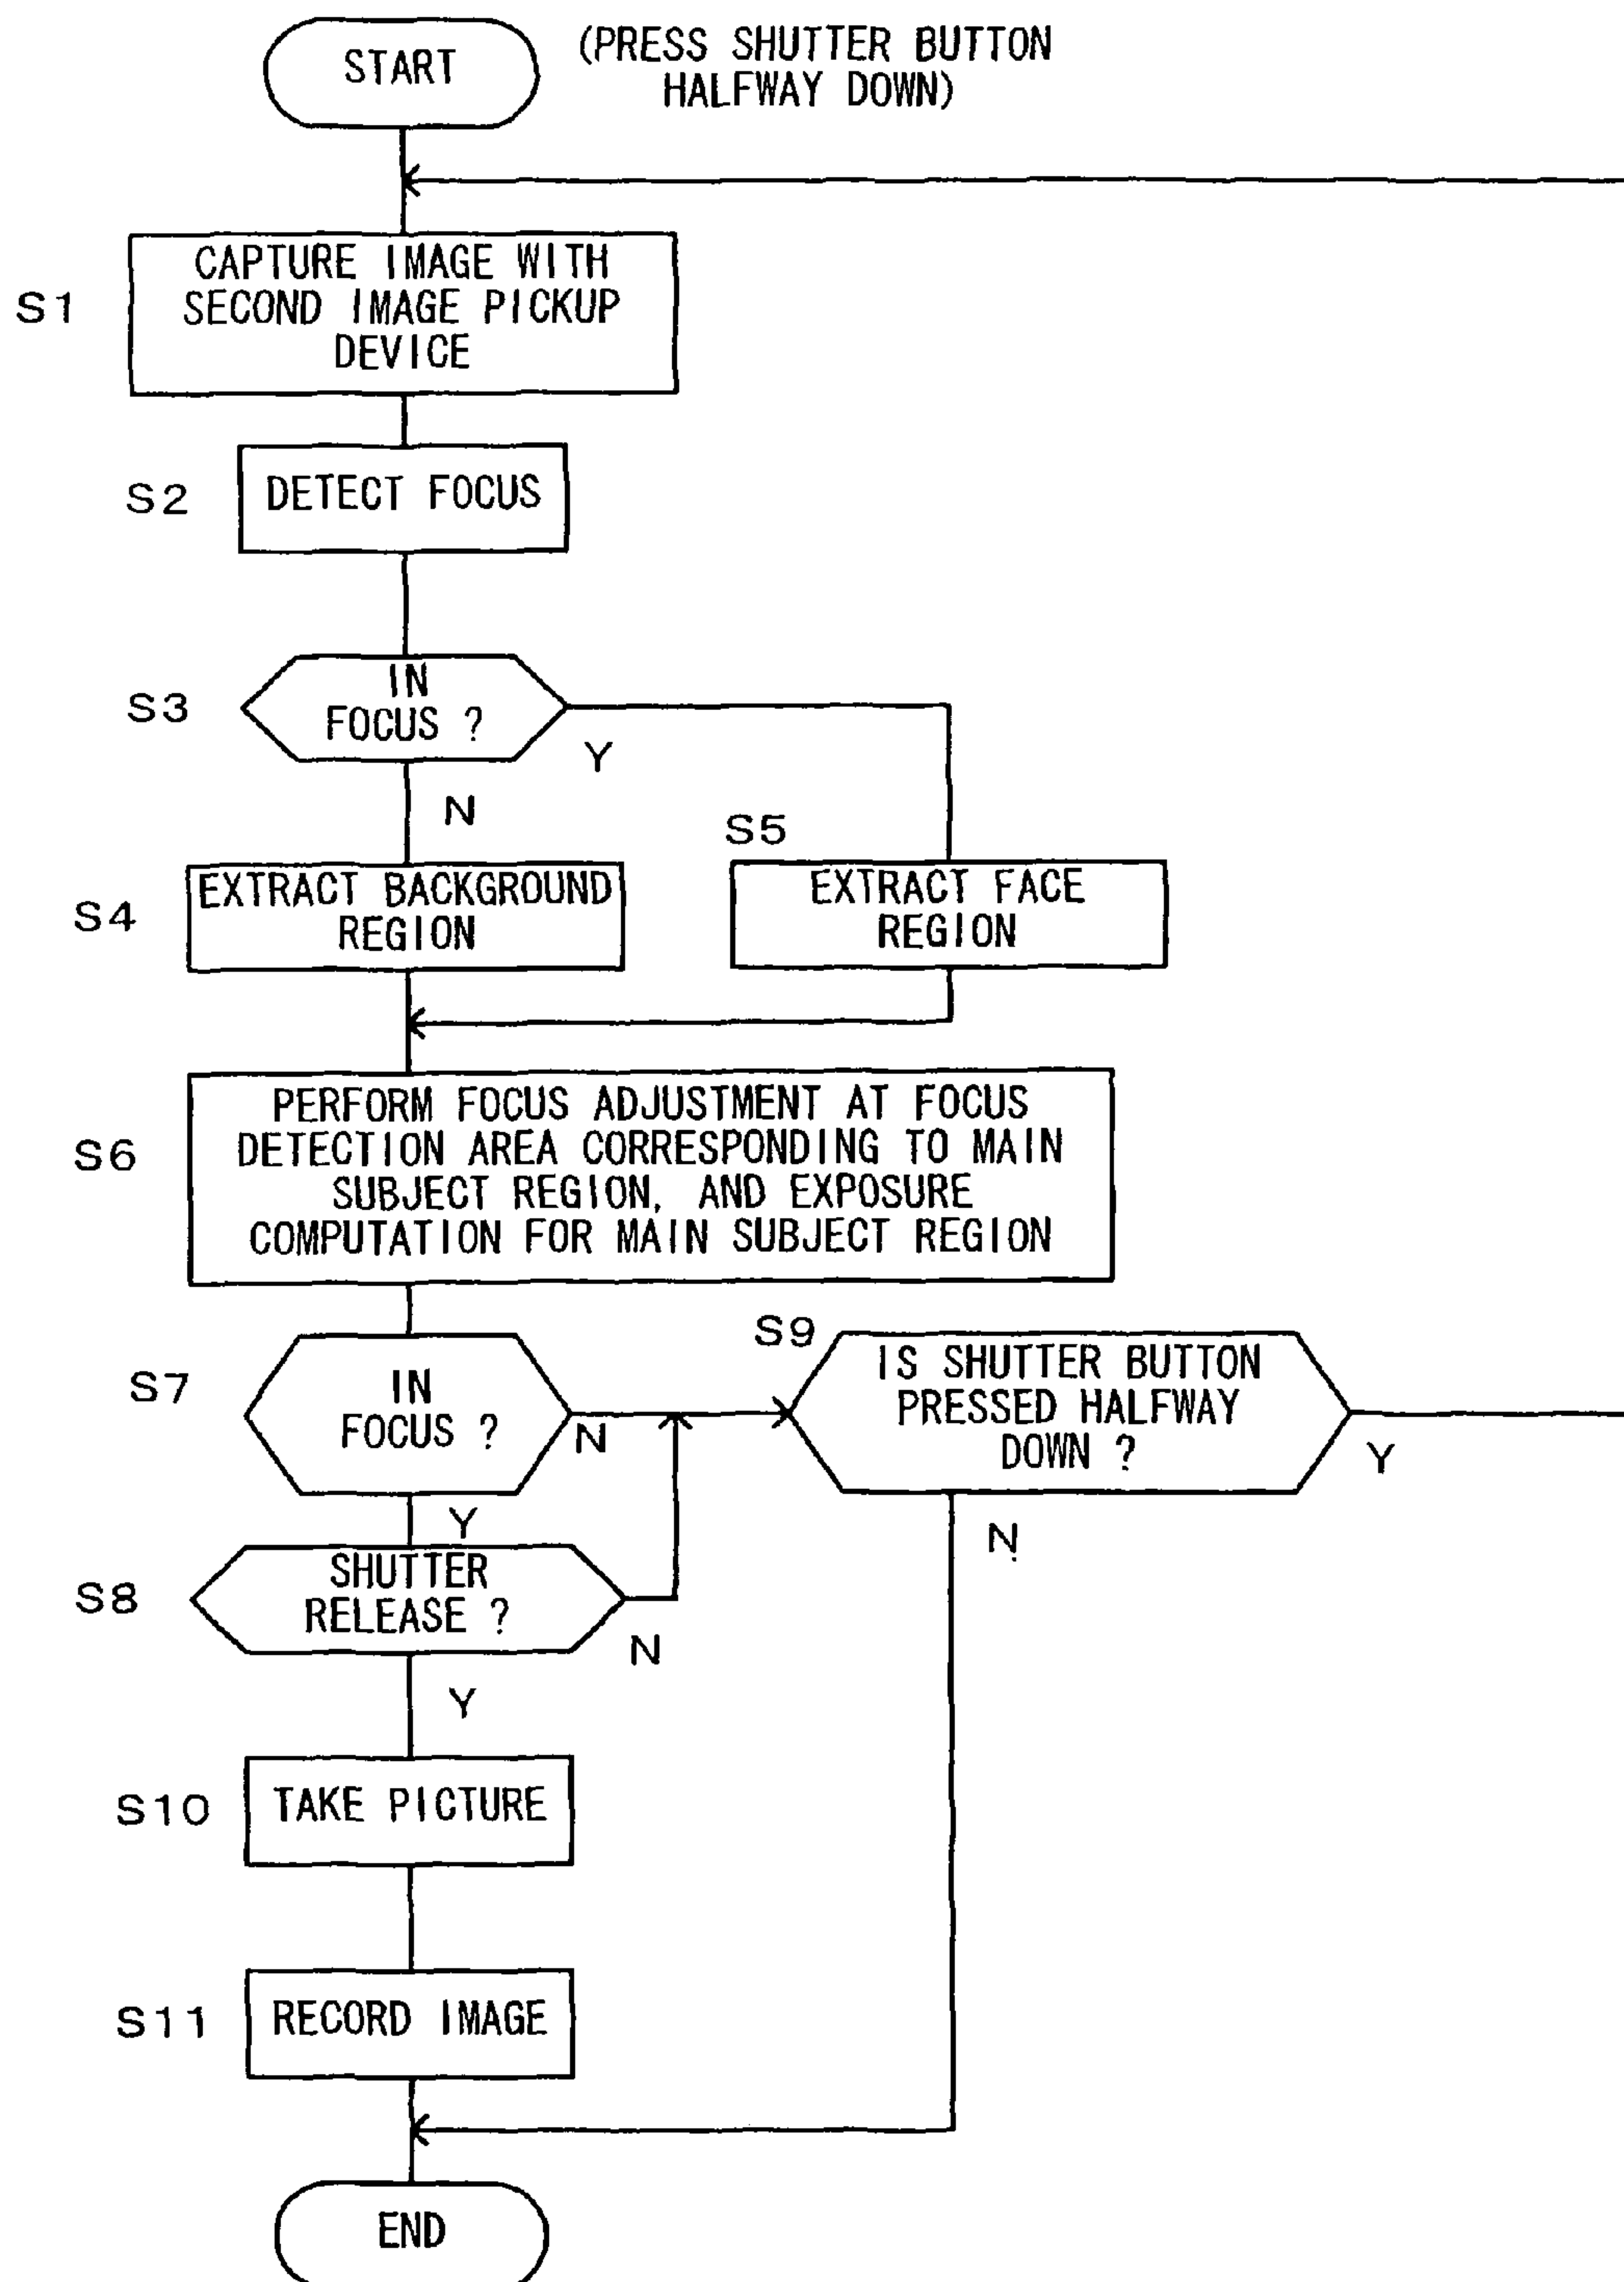 START
(PRESS SHUTTER BUTTON
HALFWAY DOWN)
S1
CAPTURE IMAGE WITH
SECOND IMAGE PICKUP
DEVICE
S2
DETECT FOCUS
S3
IN
FOCUS ?
Y
N
S4
EXTRACT BACKGROUND
REGION
S5
EXTRACT FACE
REGION
S6
PERFORM FOCUS ADJUSTMENT AT FOCUS
DETECTION AREA CORRESPONDING TO MAIN
SUBJECT REGION, AND EXPOSURE
COMPUTATION FOR MAIN SUBJECT REGION
S7
IN
FOCUS ?
N
Y
S9
IS SHUTTER BUTTON
PRESSED HALFWAY
DOWN ?
Y
N
S8
SHUTTER
RELEASE ?
N
Y
S10
TAKE PICTURE
S11
RECORD IMAGE
END